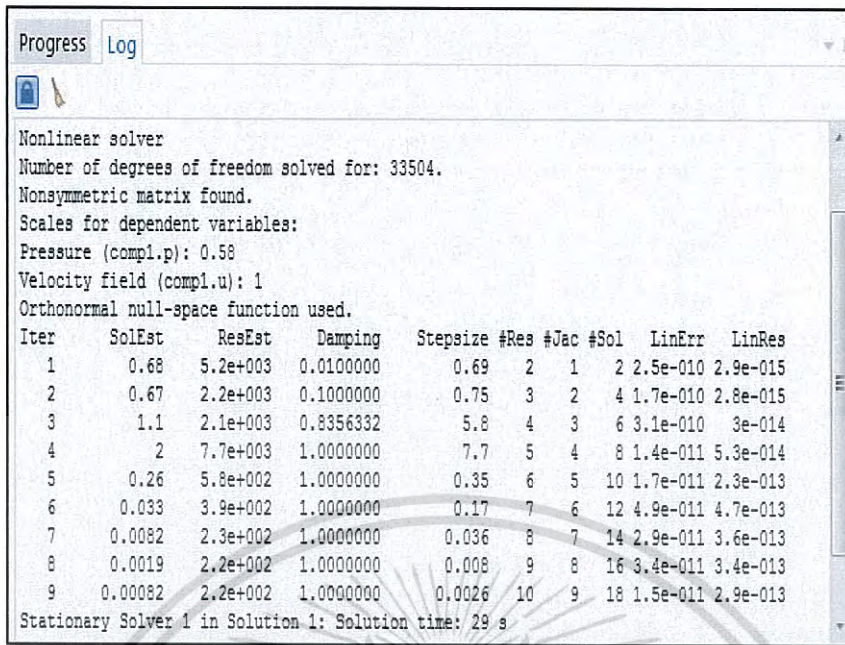 Progress Log
Nonlinear solver
Number of degrees of freedom solved for: 33504.
Nonsymmetric matrix found.
Scales for dependent variables:
Pressure (comp1.p): 0.58
Velocity field (comp1.u): 1
Orthonormal null-space function used.
Iter SolEst ResEst Damping Stepsize #Res #Jac #Sol LinErr LinRes
1 0.68 5.2e+003 0.0100000 0.69 2 1 2 2.5e-010 2.9e-015
2 0.67 2.2e+003 0.1000000 0.75 3 2 4 1.7e-010 2.8e-015
3 1.1 2.1e+003 0.8356332 5.8 4 3 6 3.1e-010 3e-014
4 2 7.7e+003 1.0000000 7.7 5 4 8 1.4e-011 5.3e-014
5 0.26 5.8e+002 1.0000000 0.35 6 5 10 1.7e-011 2.3e-013
6 0.033 3.9e+002 1.0000000 0.17 7 6 12 4.9e-011 4.7e-013
7 0.0082 2.3e+002 1.0000000 0.036 8 7 14 2.9e-011 3.6e-013
8 0.0019 2.2e+002 1.0000000 0.008 9 8 16 3.4e-011 3.4e-013
9 0.00082 2.2e+002 1.0000000 0.0026 10 9 18 1.5e-011 2.9e-013
Stationary Solver 1 in Solution 1: Solution time: 29 s